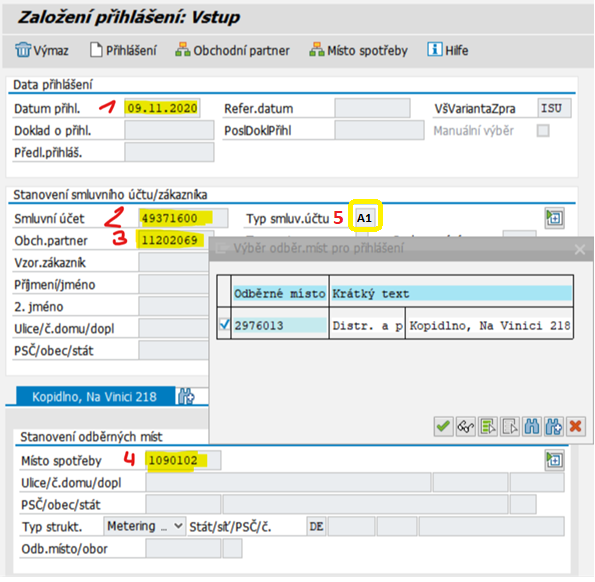 Založení přihlášení: Vstup
Výmaz Přihlášení Obchodní partner Místo spotřeby Hilfe
Data přihlášení
Datum přihl. 1 09.11.2020 Refer.datum VšVariantaZpra ISU
Doklad o přihl. PoslDoklPřihl Manuální výběr
Předl.přihláš.
Stanovení smluvního účtu/zákazníka
Smluvní účet 2 49371600 Typ smluv.účtu 5 A1
Obch.partner 3 11202069
Vzor.zákazník
Příjmení/jméno
2. jméno
Ulice/č.domu/dopl
PSČ/obec/stát
Výběr odběr.míst pro přihlášení
Odběrné místo Krátký text
2976013 Distr. a p Kopidlno, Na Vinici 218
Kopidlno, Na Vinici 218
Stanovení odběrných míst
Místo spotřeby 4 1090102
Ulice/č.domu/dopl
PSČ/obec/stát
Typ strukt. Metering ... Stát/síť/PSČ/č. DE
Odb.místo/obor